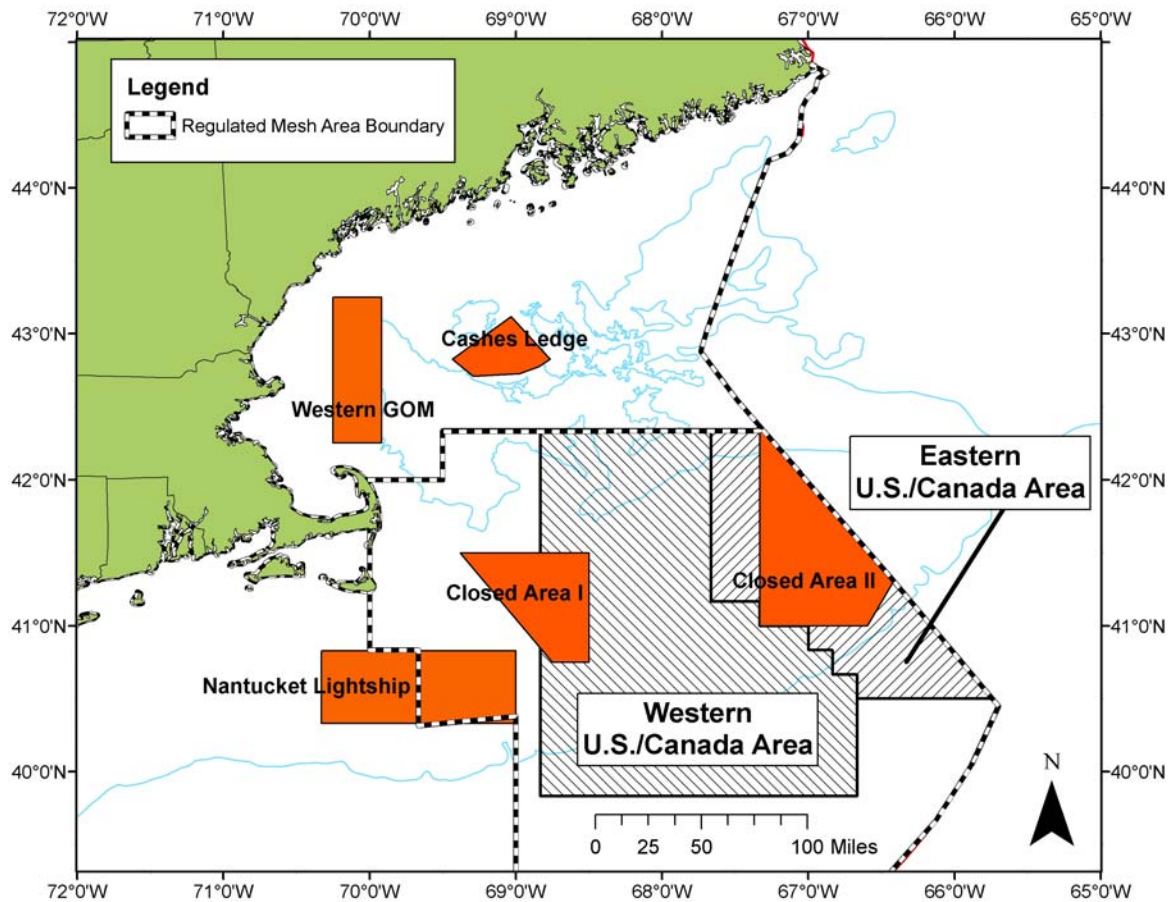 72°0'W 71°0'W 70°0'W 69°0'W 68°0'W 67°0'W 66°0'W 65°0'W
Legend
Regulated Mesh Area Boundary
44°0'N 44°0'N
43°0'N 43°0'N
Cashes Ledge
Western GOM
42°0'N 42°0'N
Eastern
U.S./Canada Area
Closed Area I
Closed Area II
41°0'N 41°0'N
Nantucket Lightship
Western
U.S./Canada Area
40°0'N 40°0'N
N
0 25 50 100 Miles
72°0'W 71°0'W 70°0'W 69°0'W 68°0'W 67°0'W 66°0'W 65°0'W